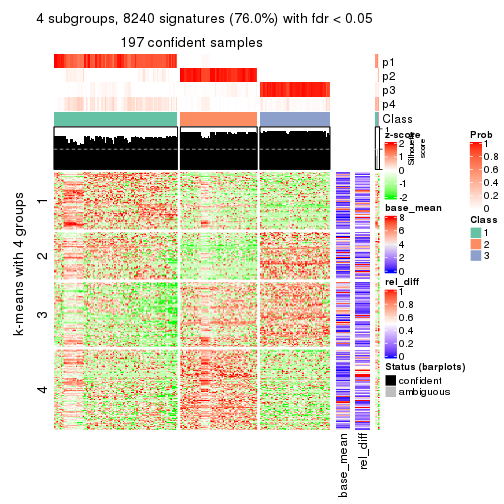 4 subgroups, 8240 signatures (76.0%) with fdr < 0.05
197 confident samples
p1
p2
p3
p4
Class
Silhouette score
1
k-means with 4 groups
1
2
3
4
base_mean
rel_diff
z-score
2
1
0
-1
-2
base_mean
8
6
4
2
0
rel_diff
1
0.8
0.6
0.4
0.2
0
Status (barplots)
confident
ambiguous
Prob
1
0.8
0.6
0.4
0.2
0
Class
1
2
3